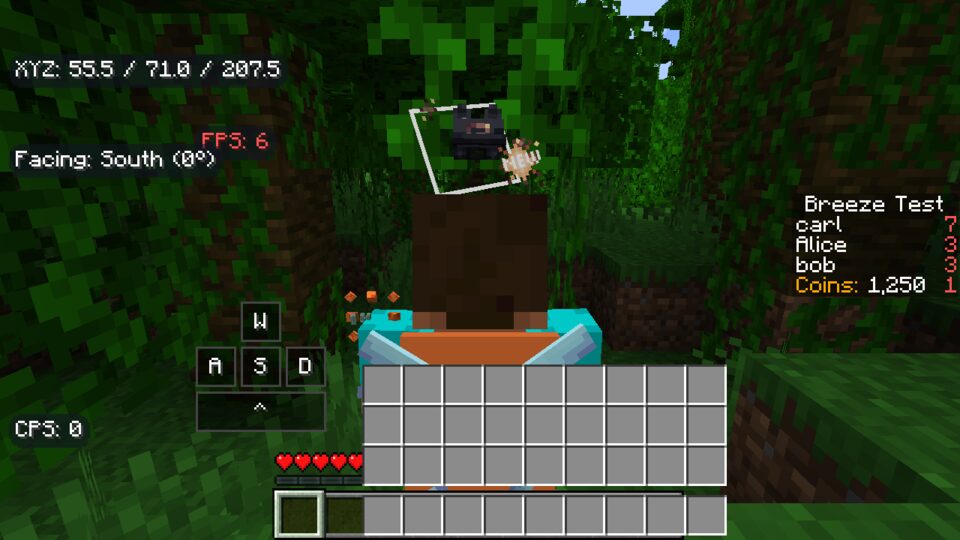 XYZ: 55.5 / 71.0 / 207.5
FPS: 6
Facing: South (0°)
Breeze Test
carl 7
Alice 3
bob 3
Coins: 1,250 1
W
A S D
^
CPS: 0
NEW